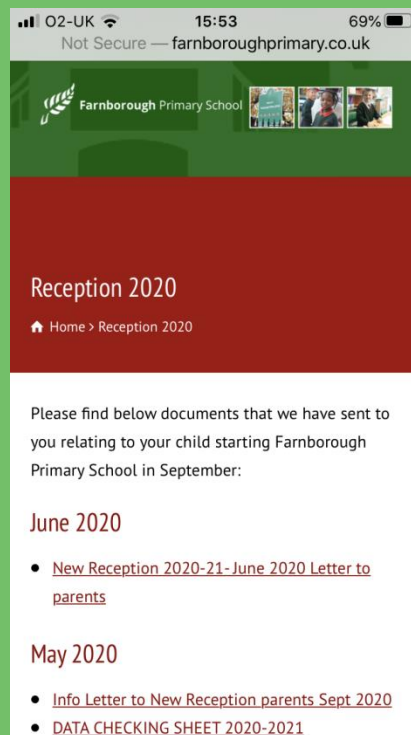 O2-UK 15:53 69%
Not Secure — farnboroughprimary.co.uk
Farnborough Primary School
Reception 2020
Home > Reception 2020
Please find below documents that we have sent to
you relating to your child starting Farnborough
Primary School in September:
June 2020
• New Reception 2020-21- June 2020 Letter to
parents
May 2020
• Info Letter to New Reception parents Sept 2020
• DATA CHECKING SHEET 2020-2021